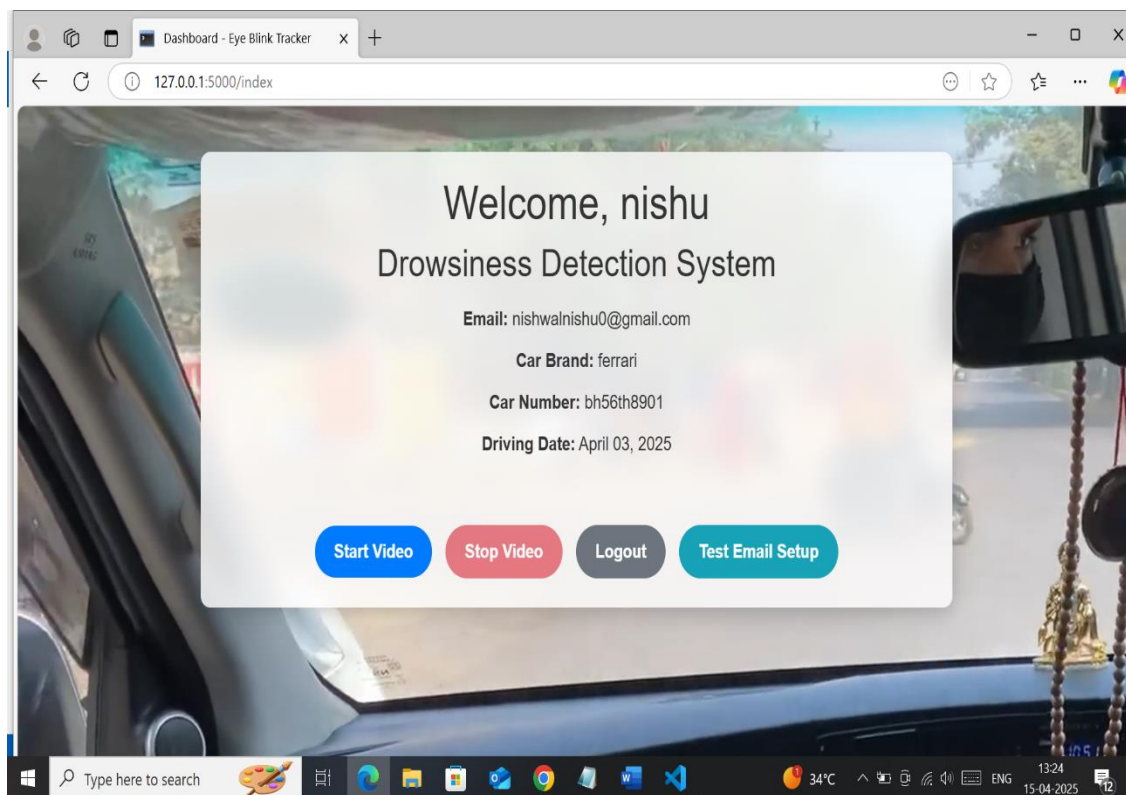 Dashboard - Eye Blink Tracker
127.0.0.1:5000/index
Welcome, nishu
Drowsiness Detection System
Email: nishwalnishu0@gmail.com
Car Brand: ferrari
Car Number: bh56th8901
Driving Date: April 03, 2025
Start Video Stop Video Logout Test Email Setup
SRS
AIRBAG
Type here to search
34°C
ENG
13:24
15-04-2025
12